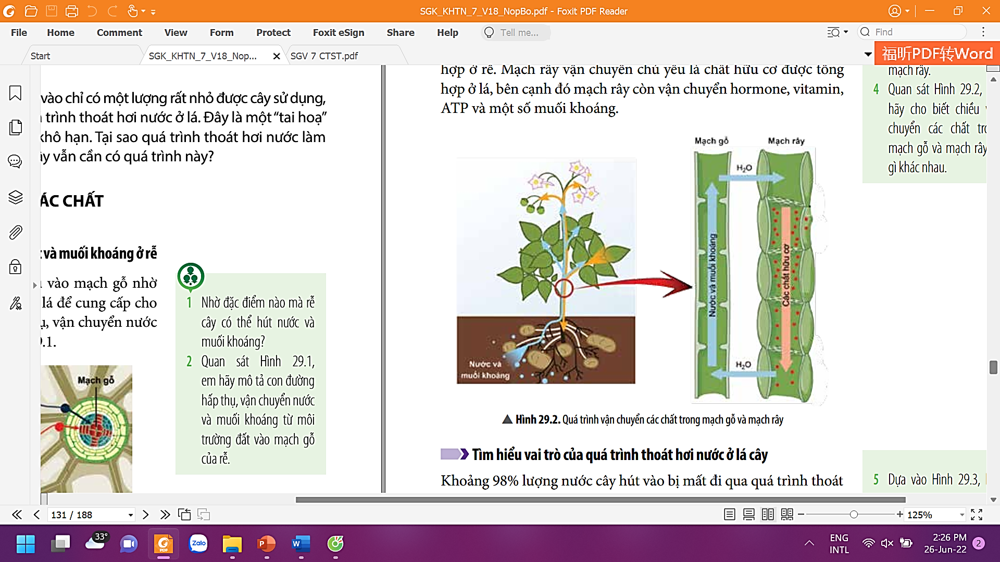 SGK_KHTN_7_V18_NopBo.pdf - Foxit PDF Reader
File Home Comment View Form Protect Foxit eSign Share Help Tell me... Find
Start SGK_KHTN_7_V18_Nop... SGV 7 CTST.pdf
福昕PDF转Word
vào chỉ có một lượng rất nhỏ được cây sử dụng,
trình thoát hơi nước ở lá. Đây là một “tai hoạ”
khô hạn. Tại sao quá trình thoát hơi nước làm
vẫn cần có quá trình này?
ÁC CHẤT
và muối khoáng ở rễ
vào mạch gỗ nhờ
lá để cung cấp cho
, vận chuyển nước
.1.
Mạch gỗ
1 Nhờ đặc điểm nào mà rễ
cây có thể hút nước và
muối khoáng?
2 Quan sát Hình 29.1,
em hãy mô tả con đường
hấp thụ, vận chuyển nước
và muối khoáng từ môi
trường đất vào mạch gỗ
của rễ.
hợp ở rễ. Mạch rây vận chuyển chủ yếu là chất hữu cơ được tổng
hợp ở lá, bên cạnh đó mạch rây còn vận chuyển hormone, vitamin,
ATP và một số muối khoáng.
Mạch gỗ Mạch rây
H2O
Nước và muối khoáng
Các chất hữu cơ
H2O
Nước và
muối khoáng
▲ Hình 29.2. Quá trình vận chuyển các chất trong mạch gỗ và mạch rây
Tìm hiểu vai trò của quá trình thoát hơi nước ở lá cây
Khoảng 98% lượng nước cây hút vào bị mất đi qua quá trình thoát
mạch rây.
4 Quan sát Hình 29.2,
hãy cho biết chiều
chuyển các chất
mạch gỗ và mạch rây
gì khác nhau.
5 Dựa vào Hình 29.3,
131 / 188 125%
33° PDF Zalo P W
ENG
INTL
2:26 PM
26-Jun-22
2